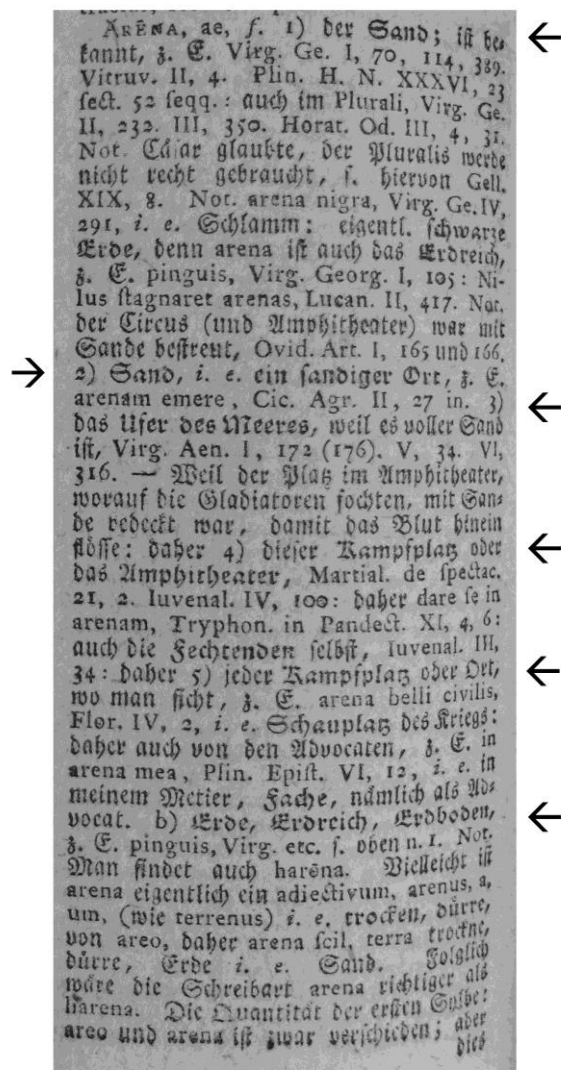 ARĒNA, ae, f. 1) der Sand; ist be-
kannt, z. E. Virg. Ge. I, 70, 114, 389.
Vitruv. II, 4. Plin. H. N. XXXVI, 23
sect. 52 seqq.: auch im Plurali, Virg. Ge.
II, 232. III, 350. Horat. Od. III, 4, 31.
Not. Cäsar glaubte, der Pluralis werde
nicht recht gebraucht, s. hiervon Gell.
XIX, 8. Not. arena nigra, Virg. Ge. IV,
291, i. e. Schlamm: eigentl. schwarze
Erde, denn arena ist auch das Erdreich,
z. E. pinguis, Virg. Georg. I, 105: Ni-
lus stagnaret arenas, Lucan. II, 417. Not.
der Circus (und Amphitheater) war mit
Sande bestreut, Ovid. Art. I, 165 und 166.
→ 2) Sand, i. e. ein sandiger Ort, z. E.
arenam emere, Cic. Agr. II, 27 in. 3)
das Ufer des Meeres, weil es voller Sand
ist, Virg. Aen. I, 172 (176). V, 34. VI,
316. — Weil der Platz im Amphitheater,
worauf die Gladiatoren fochten, mit San-
de bedeckt war, damit das Blut hinein
flösse: daher 4) dieser Kampfplatz oder
das Amphitheater, Martial. de spectac.
21, 2. Iuvenal. IV, 100: daher dare se in
arenam, Tryphon. in Pandect. XI, 4, 6:
auch die Fechtenden selbst, Iuvenal. III,
34: daher 5) jeder Kampfplatz oder Ort,
wo man ficht, z. E. arena belli civilis,
Flor. IV, 2, i. e. Schauplatz des Kriegs:
daher auch von den Advocaten, z. E. in
arena mea, Plin. Epist. VI, 12, i. e. in
meinem Metier, Fache, nämlich als Ad-
vocat. b) Erde, Erdreich, Erdboden,
z. E. pinguis, Virg. etc. s. oben n. 1. Not.
Man findet auch harēna. Vielleicht ist
arena eigentlich ein adiectivum, arenus, a,
um, (wie terrenus) i. e. trocken, dürre,
von areo, daher arena scil. terra trockne,
dürre, Erde i. e. Sand. Folglich
wäre die Schreibart arena richtiger als
harena. Die Quantität der ersten Sylbe:
areo und arena ist zwar verschieden; aber
dies